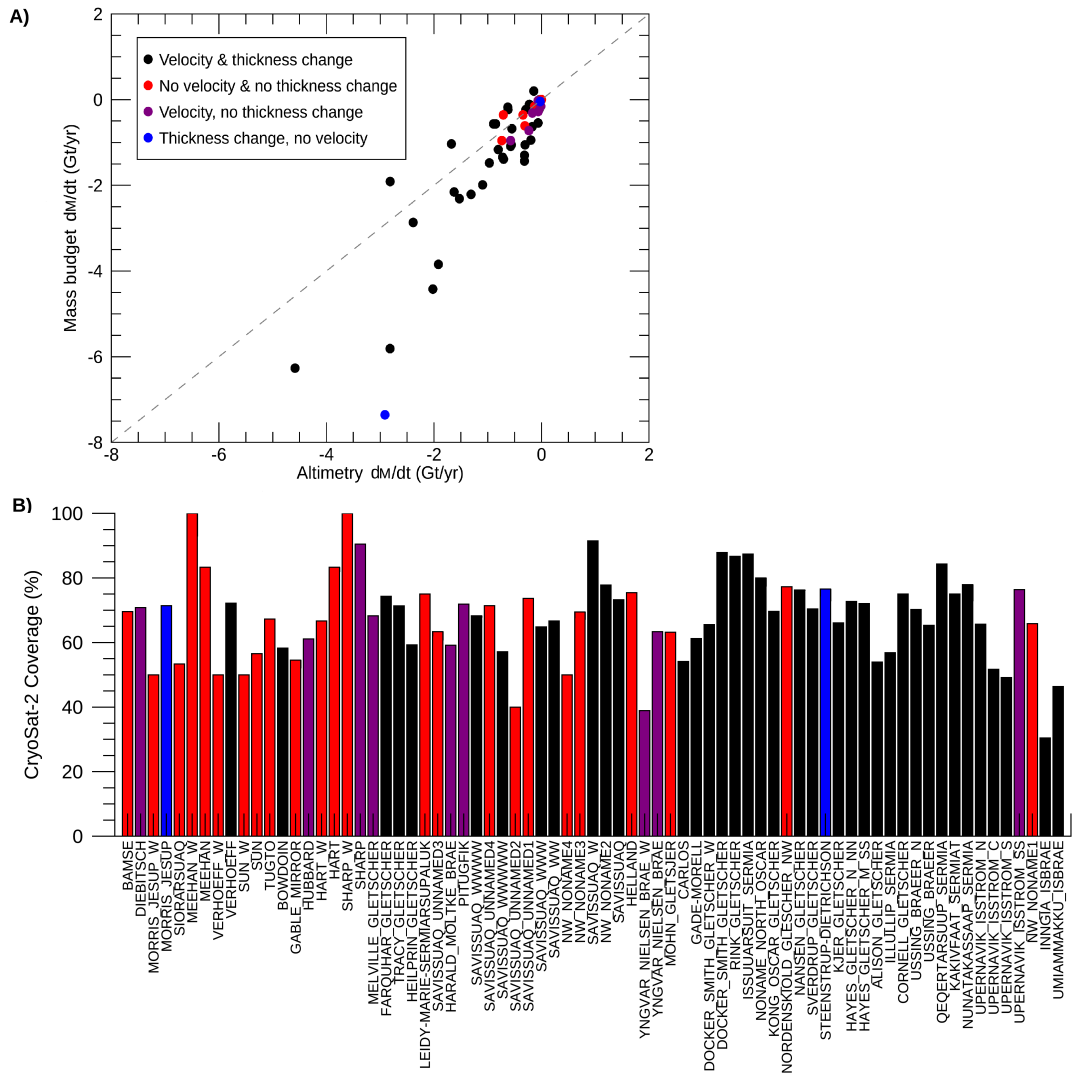 A)
2
0
-2
-4
-6
-8
Mass budget dM/dt (Gt/yr)
Velocity & thickness change
No velocity & no thickness change
Velocity, no thickness change
Thickness change, no velocity
-8
-6
-4
-2
0
2
Altimetry dM/dt (Gt/yr)
B)
100
80
60
40
20
0
CryoSat-2 Coverage (%)
BAMSE
DIEBITSCH
MORRIS_JESUP_W
MORRIS_JESUP
SIORARSUAQ
MEEHAN_W
MEEHAN
VERHOEFF_W
VERHOEFF
SUN_W
SUN
TUGTO
BOWDOIN
GABLE_MIRROR
HUBBARD
HART_W
HART
SHARP_W
SHARP
MELVILLE_GLETSCHER
FARQUHAR_GLETSCHER
TRACY_GLETSCHER
HEILPRIN_GLETSCHER
LEIDY-MARIE-SERMIARSUPALUK
SAVISSUAQ_UNNAMED3
HARALD_MOLTKE_BRAE
PITUGFIK
SAVISSUAQ_WWWW
SAVISSUAQ_UNNAMED4
SAVISSUAQ_WWWWW
SAVISSUAQ_UNNAMED2
SAVISSUAQ_UNNAMED1
SAVISSUAQ_WWW
SAVISSUAQ_WW
NW_NONAME4
NW_NONAME3
SAVISSUAQ_W
NW_NONAME2
SAVISSUAQ
HELLAND
YNGVAR_NIELSEN_BRAE_W
YNGVAR_NIELSEN_BRAE
MOHN_GLETSJER
CARLOS
GADE-MORELL
DOCKER_SMITH_GLETSCHER_W
DOCKER_SMITH_GLETSCHER
RINK_GLETSCHER
ISSUUARSUIT_SERMIA
NONAME_NORTH_OSCAR
KONG_OSCAR_GLETSCHER
NORDENSKIOLD_GLESCHER_NW
NANSEN_GLETSCHER
SVERDRUP_GLETSCHER
STEENSTRUP-DIETRICHSON
KJER_GLETSCHER
HAYES_GLETSCHER_N_NN
HAYES_GLETSCHER_M_SS
ALISON_GLETSCHER
ILLULLIP_SERMIA
CORNELL_GLETSCHER
USSING_BRAEER_N
USSING_BRAEER
QEQERTARSUUP_SERMIA
KAKIVFAAT_SERMIAT
NUNATAKASSAAP_SERMIA
UPERNAVIK_ISSTROM_N
UPERNAVIK_ISSTROM_C
UPERNAVIK_ISSTROM_S
UPERNAVIK_ISSTROM_SS
NW_NONAME1
INNGIA_ISBRAE
UMIAMMAKKU_ISBRAE